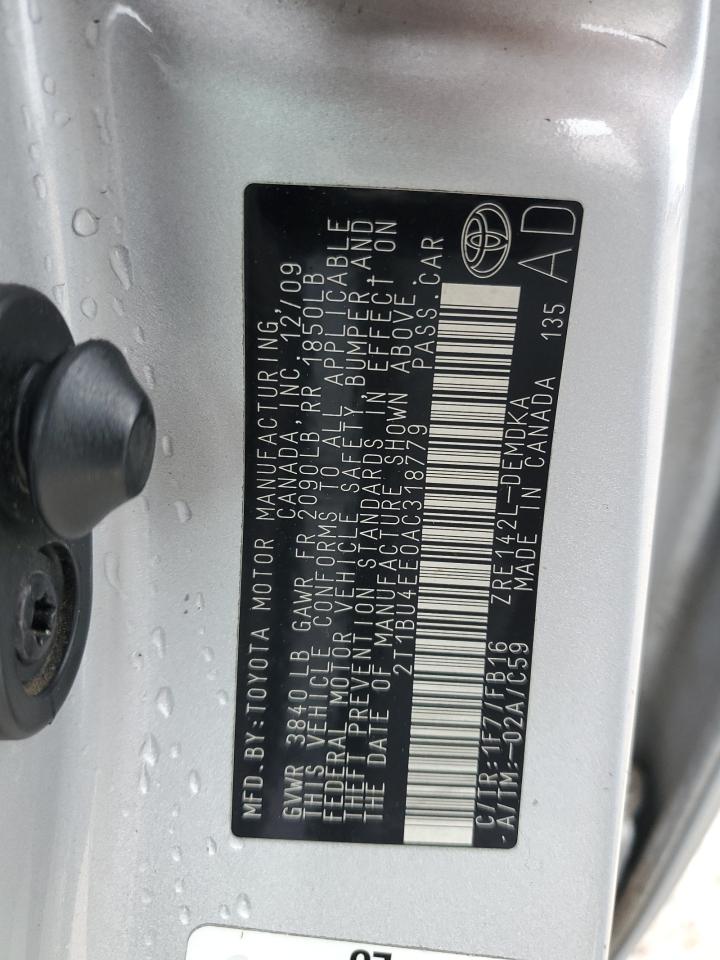 MFD.BY:TOYOTA MOTOR MANUFACTURING
CANADA,INC. 12/09
GVWR 3840 LB GAWR FR 2090LB RR 1850LB
THIS VEHICLE CONFORMS TO ALL APPLICABLE
FEDERAL MOTOR VEHICLE SAFETY, BUMPER, AND
THEFT PREVENTION STANDARDS IN EFFECT ON
THE DATE OF MANUFACTURE SHOWN ABOVE.
2T1BU4EE0AC318779 PASS.CAR
C/TR:1F7/FB16 ZRE142L-DEMDKA
A/TM:-02A/C59 MADE IN CANADA 135
AD